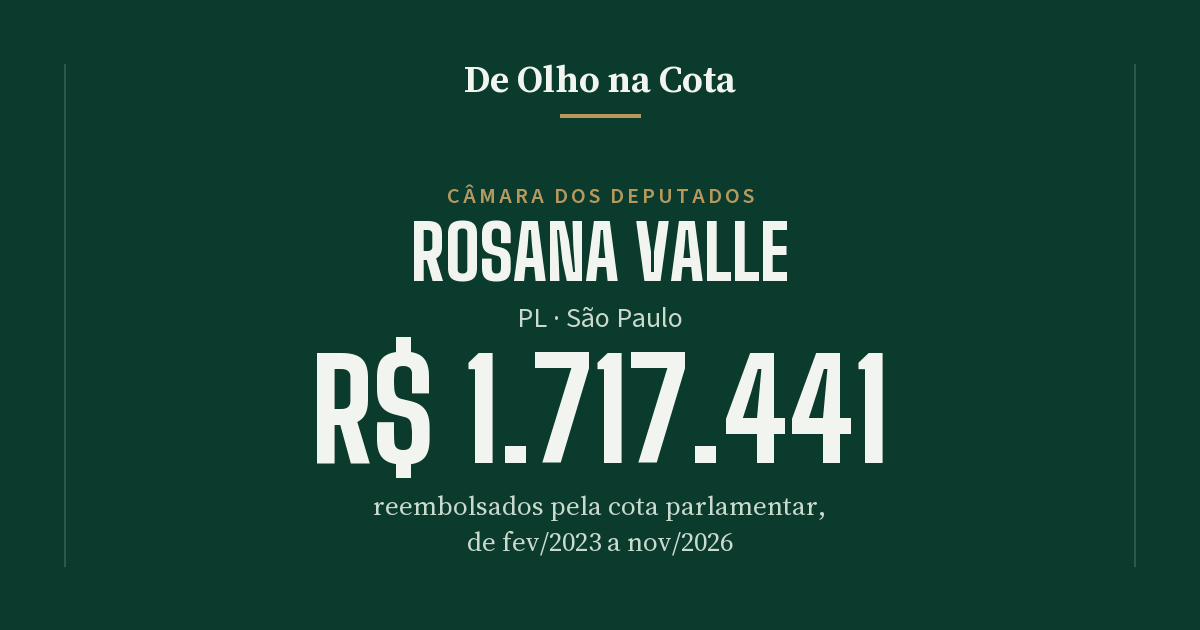 De Olho na Cota
CÂMARA DOS DEPUTADOS
ROSANA VALLE
PL · São Paulo
R$ 1.717.441
reembolsados pela cota parlamentar,
de fev/2023 a nov/2026